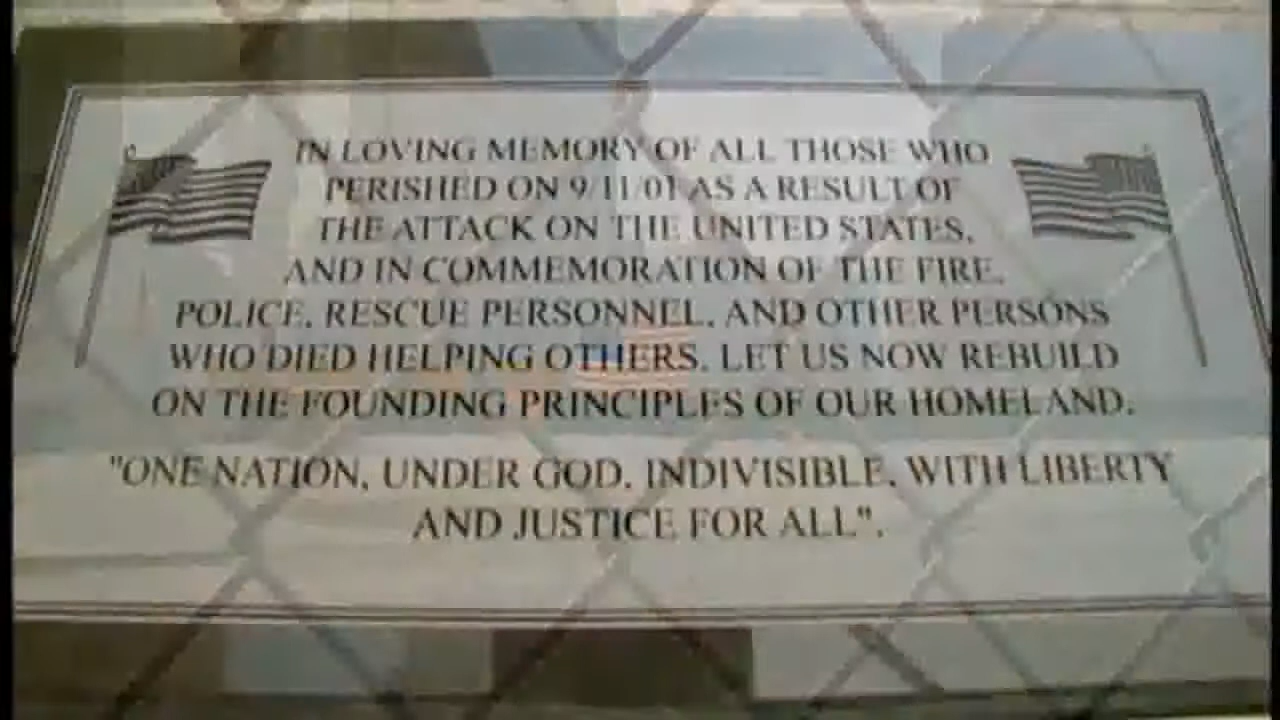 IN LOVING MEMORY OF ALL THOSE WHO
PERISHED ON 9/11/01 AS A RESULT OF
THE ATTACK ON THE UNITED STATES,
AND IN COMMEMORATION OF THE FIRE,
POLICE, RESCUE PERSONNEL, AND OTHER PERSONS
WHO DIED HELPING OTHERS. LET US NOW REBUILD
ON THE FOUNDING PRINCIPLES OF OUR HOMELAND.
"ONE NATION, UNDER GOD, INDIVISIBLE, WITH LIBERTY
AND JUSTICE FOR ALL".